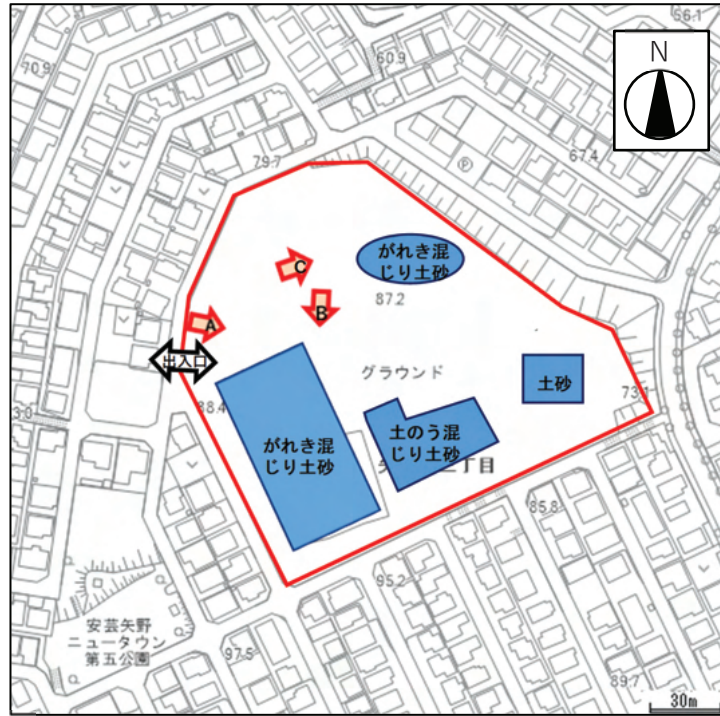 56.1
N
70.9
60.9
79.7
67.4
P
がれき混
じり土砂
C
87.2
B
A
出入口
グラウンド
土砂
88.4
土のう混
じり土砂
がれき混
じり土砂
丁目
85.8
95.2
安芸矢野
ニュータウン
第五公園
97.5
89.7
30m